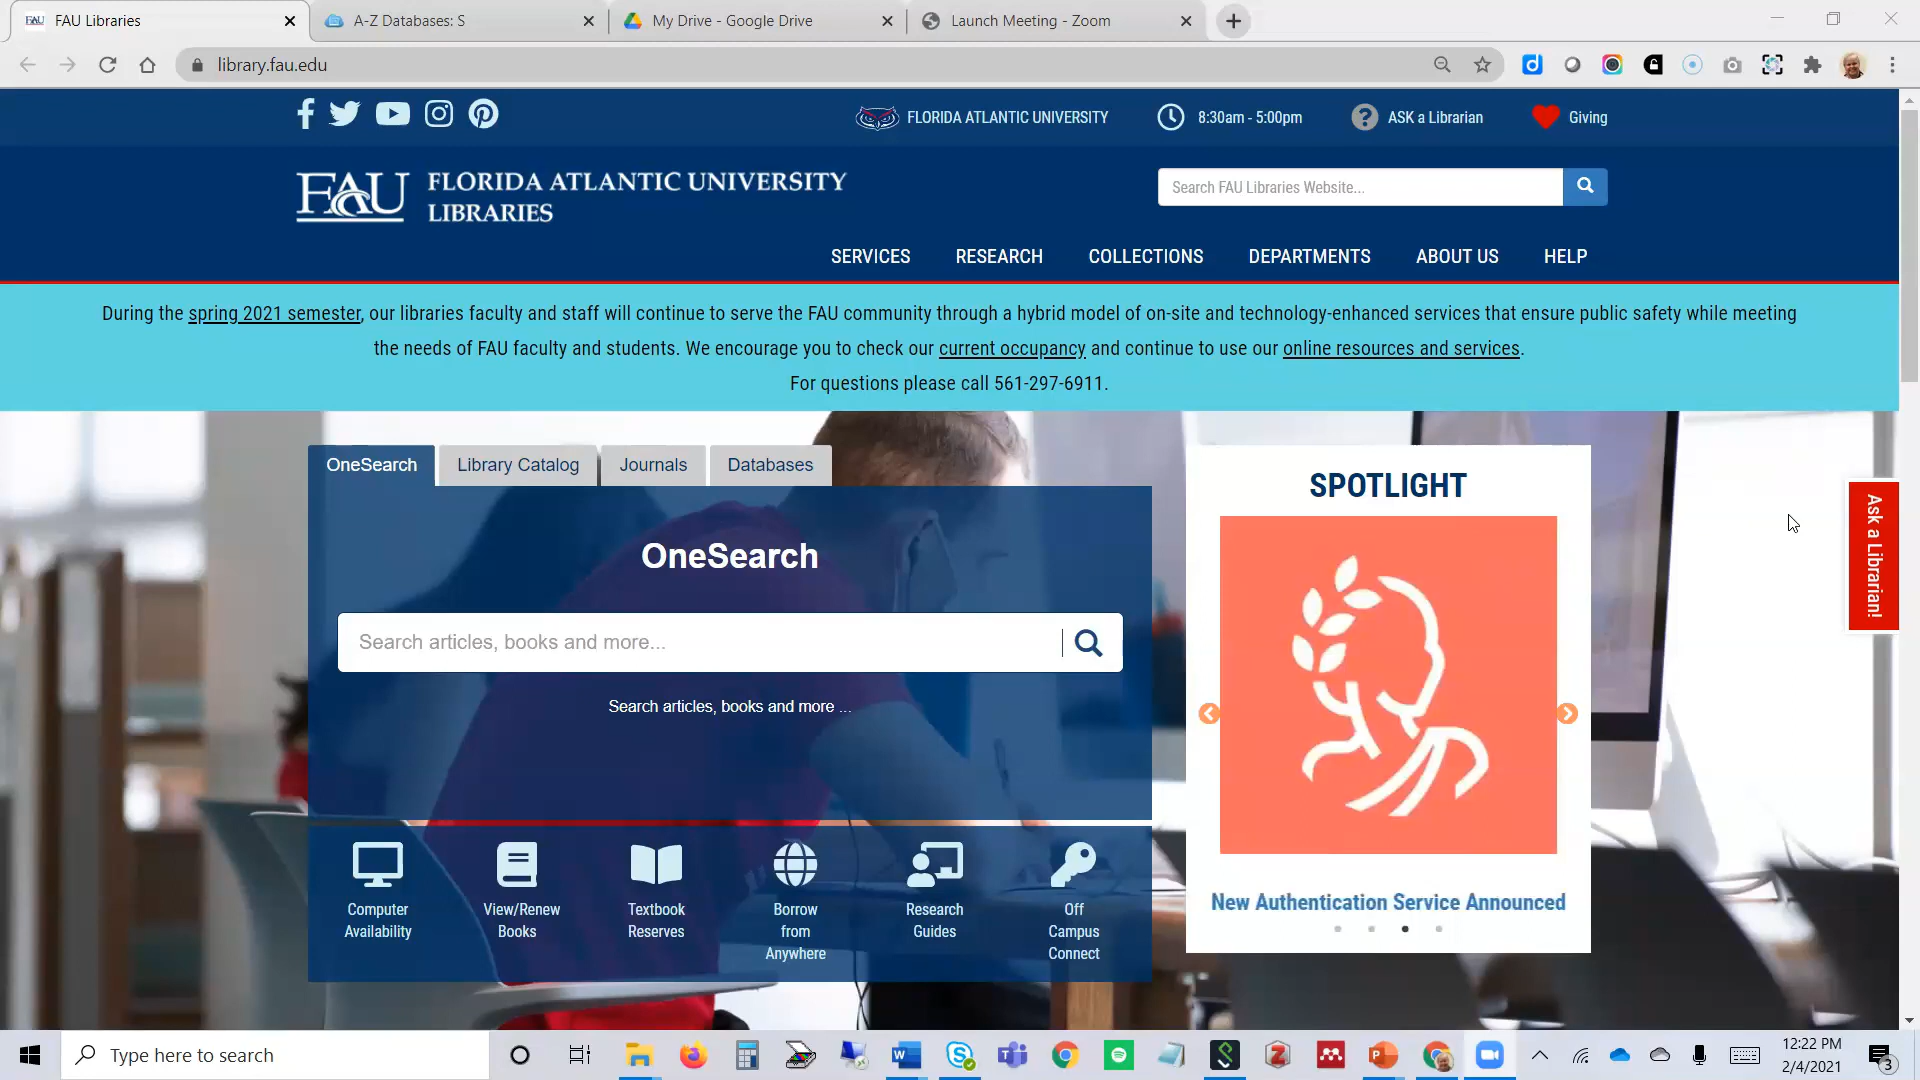 FAU Libraries
A-Z Databases: S
My Drive - Google Drive
Launch Meeting - Zoom
library.fau.edu
FLORIDA ATLANTIC UNIVERSITY
8:30am - 5:00pm
ASK a Librarian
Giving
FAU
FLORIDA ATLANTIC UNIVERSITY
LIBRARIES
Search FAU Libraries Website...
SERVICES
RESEARCH
COLLECTIONS
DEPARTMENTS
ABOUT US
HELP
During the spring 2021 semester, our libraries faculty and staff will continue to serve the FAU community through a hybrid model of on-site and technology-enhanced services that ensure public safety while meeting
the needs of FAU faculty and students. We encourage you to check our current occupancy and continue to use our online resources and services.
For questions please call 561-297-6911.
OneSearch
Library Catalog
Journals
Databases
OneSearch
Search articles, books and more...
Search articles, books and more ...
Computer
Availability
View/Renew
Books
Textbook
Reserves
Borrow
from
Anywhere
Research
Guides
Off
Campus
Connect
SPOTLIGHT
New Authentication Service Announced
Ask a Librarian!
Type here to search
12:22 PM
2/4/2021
3